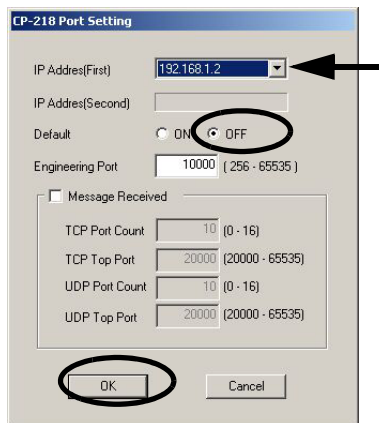 CP-218 Port Setting
IP Addres(First) 192.168.1.2
IP Addres(Second)
Default ON OFF
Engineering Port 10000 ( 256 - 65535 )
Message Received
TCP Port Count 10 (0 - 16)
TCP Top Port 20000 (20000 - 65535)
UDP Port Count 10 (0 - 16)
UDP Top Port 20000 (20000 - 65535)
OK Cancel